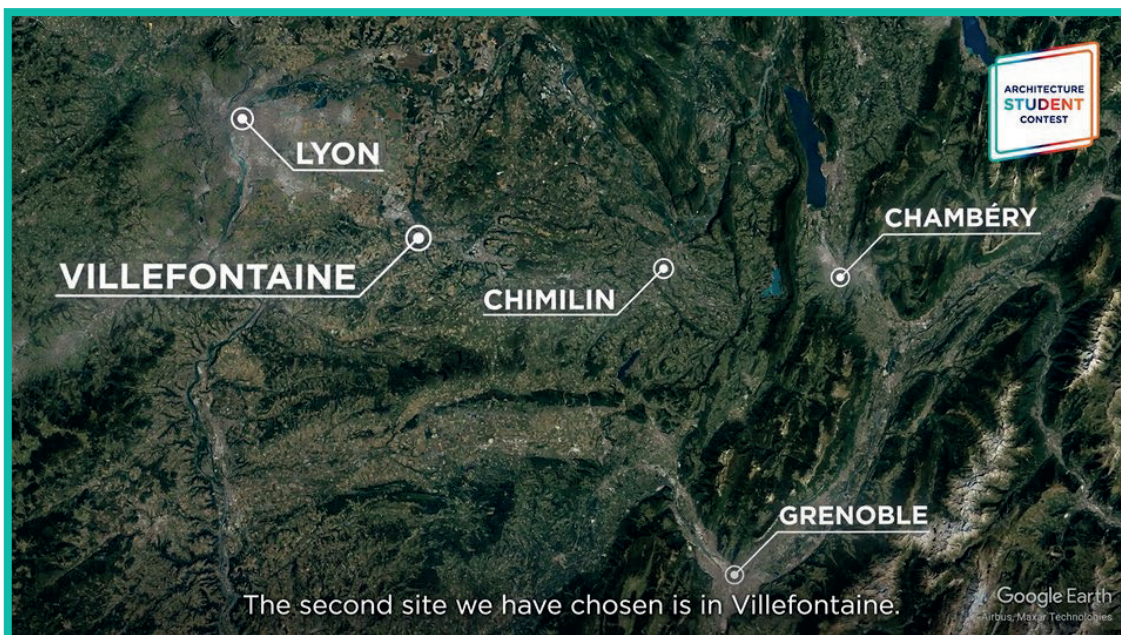 ARCHITECTURE
STUDENT
CONTEST
LYON
CHAMBÉRY
VILLEFONTAINE
CHIMILIN
GRENOBLE
The second site we have chosen is in Villefontaine.
Google Earth
Airbus, Maxar Technologies